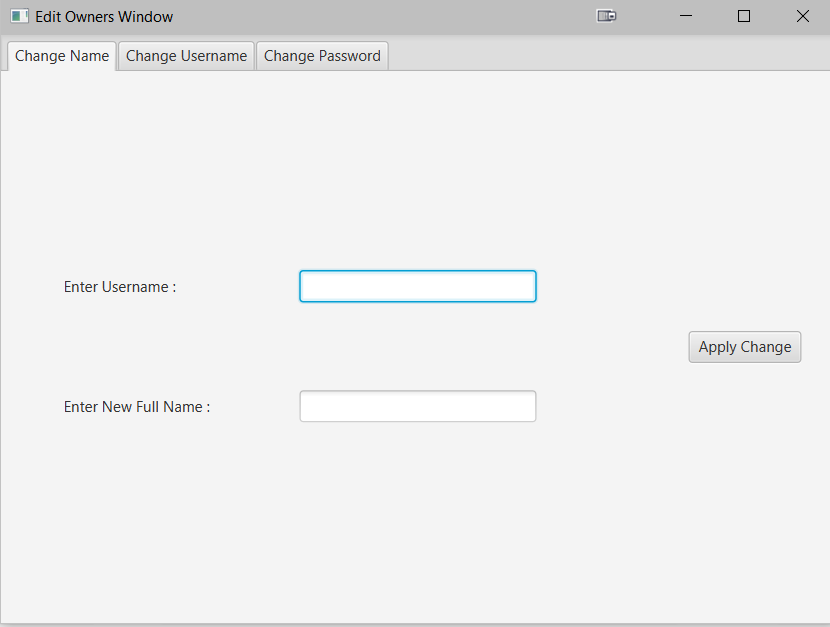 Edit Owners Window
Change Name Change Username Change Password
Enter Username :
Apply Change
Enter New Full Name :